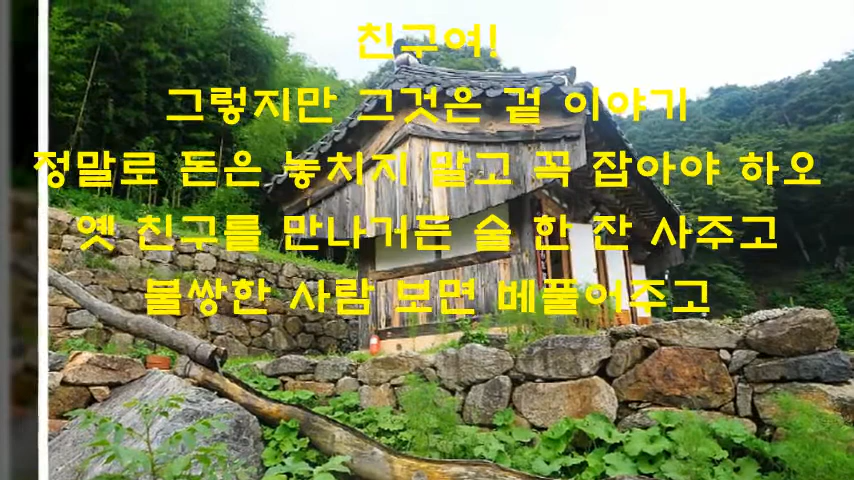 친구여!
그렇지만 그것은 겉 이야기
정말로 돈은 놓치지 말고 꼭 잡아야 하오
옛 친구를 만나거든 술 한 잔 사주고
불쌍한 사람 보면 베풀어주고